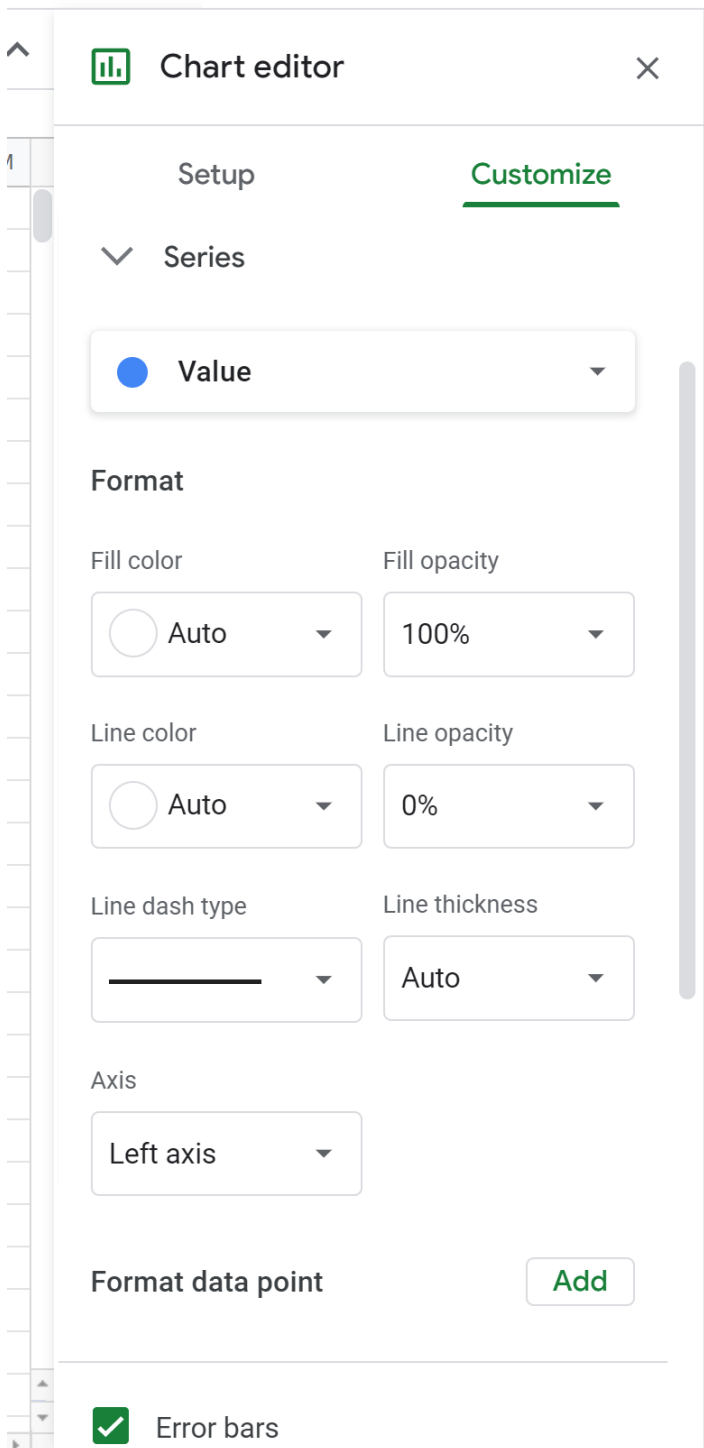 Chart editor
Setup Customize
Series
Value
Format
Fill color Fill opacity
Auto 100%
Line color Line opacity
Auto 0%
Line dash type Line thickness
Auto
Axis
Left axis
Format data point Add
Error bars